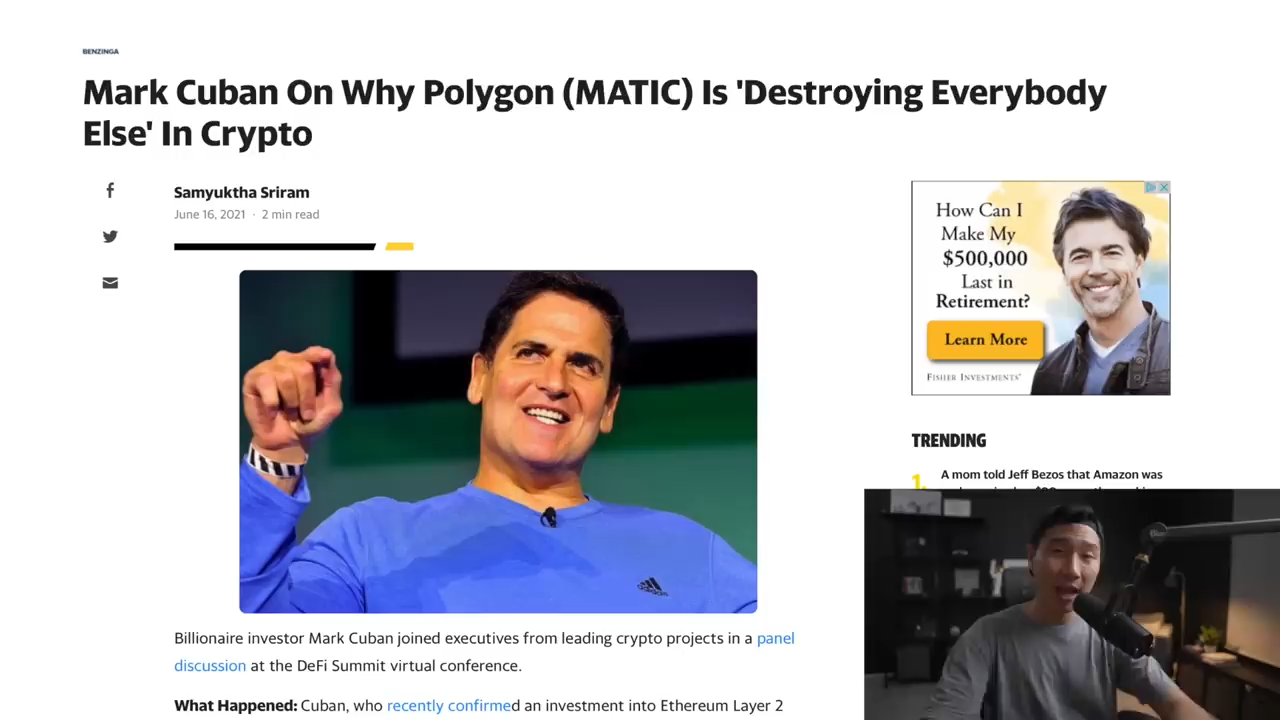 BENZINGA
Mark Cuban On Why Polygon (MATIC) Is 'Destroying Everybody
Else' In Crypto
Samyuktha Sriram
June 16, 2021 · 2 min read
adidas
Billionaire investor Mark Cuban joined executives from leading crypto projects in a panel
discussion at the DeFi Summit virtual conference.
What Happened: Cuban, who recently confirmed an investment into Ethereum Layer 2
How Can I
Make My
$500,000
Last in
Retirement?
Learn More
FISHER INVESTMENTS®
TRENDING
1. A mom told Jeff Bezos that Amazon was